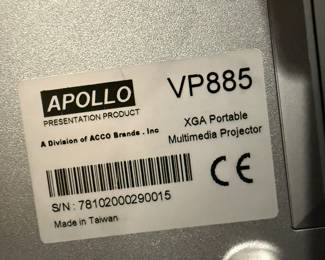 APOLLO
PRESENTATION PRODUCT
A Division of ACCO Brands . Inc
VP885
XGA Portable
Multimedia Projector
CE
S/N : 78102000290015
Made in Taiwan